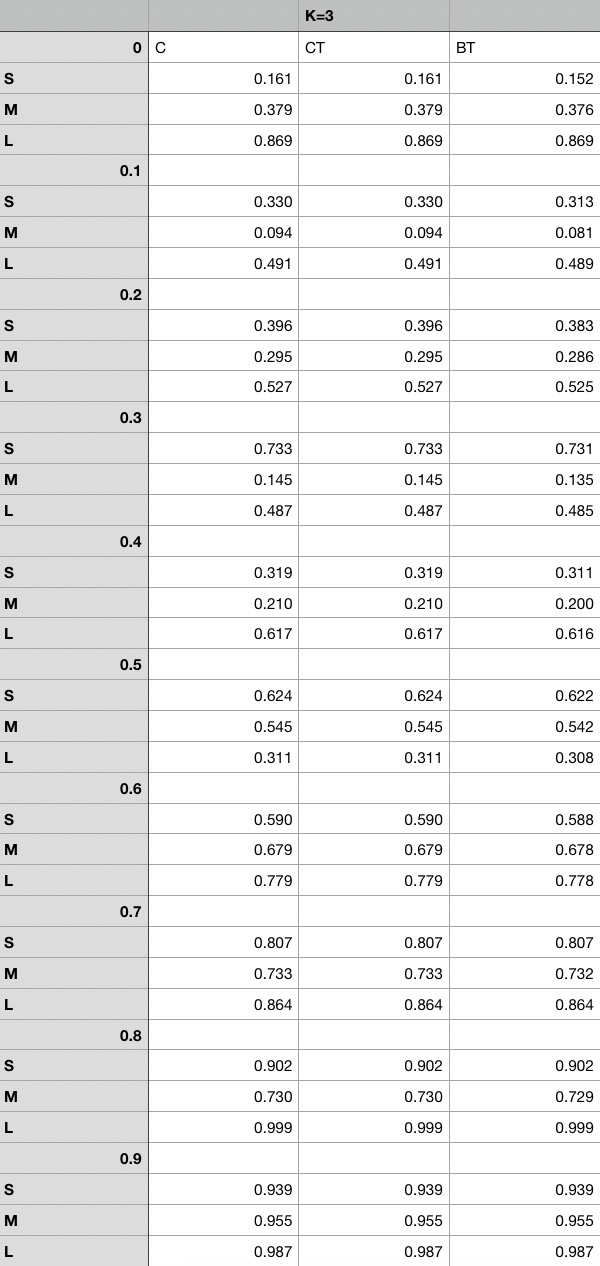 K=3
0 C CT BT
S 0.161 0.161 0.152
M 0.379 0.379 0.376
L 0.869 0.869 0.869
0.1
S 0.330 0.330 0.313
M 0.094 0.094 0.081
L 0.491 0.491 0.489
0.2
S 0.396 0.396 0.383
M 0.295 0.295 0.286
L 0.527 0.527 0.525
0.3
S 0.733 0.733 0.731
M 0.145 0.145 0.135
L 0.487 0.487 0.485
0.4
S 0.319 0.319 0.311
M 0.210 0.210 0.200
L 0.617 0.617 0.616
0.5
S 0.624 0.624 0.622
M 0.545 0.545 0.542
L 0.311 0.311 0.308
0.6
S 0.590 0.590 0.588
M 0.679 0.679 0.678
L 0.779 0.779 0.778
0.7
S 0.807 0.807 0.807
M 0.733 0.733 0.732
L 0.864 0.864 0.864
0.8
S 0.902 0.902 0.902
M 0.730 0.730 0.729
L 0.999 0.999 0.999
0.9
S 0.939 0.939 0.939
M 0.955 0.955 0.955
L 0.987 0.987 0.987